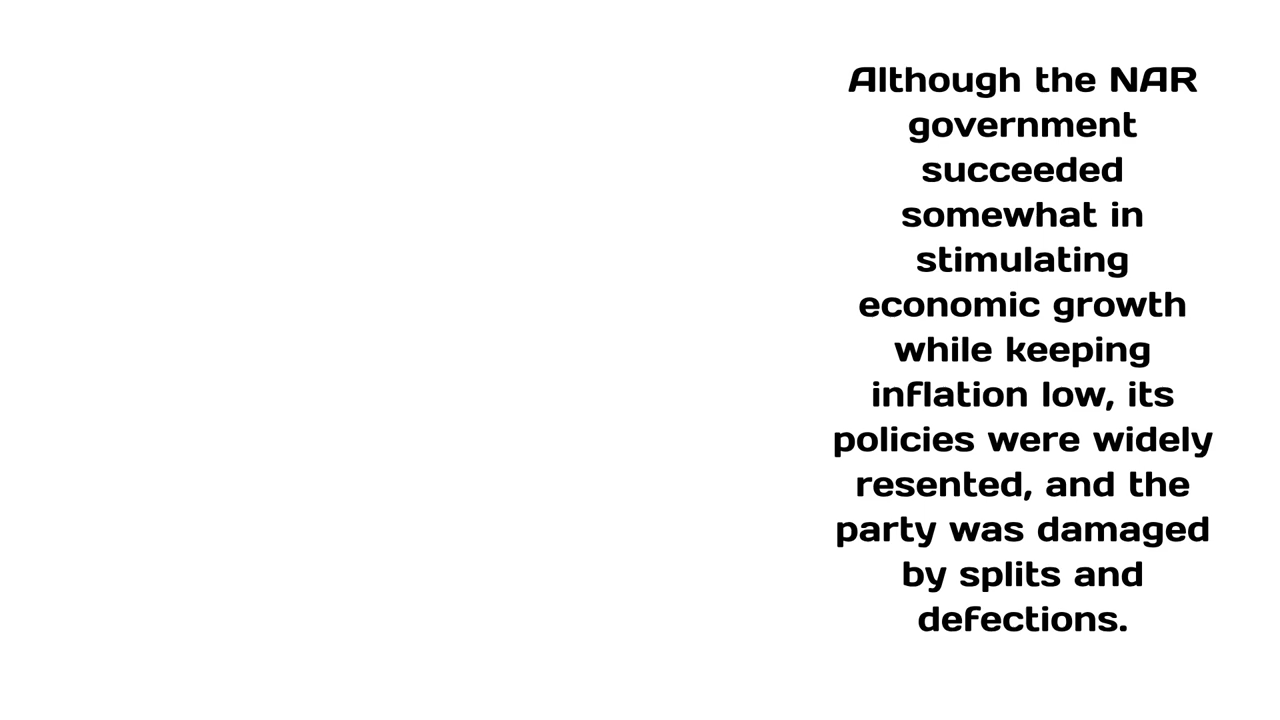 Although the NAR
government
succeeded
somewhat in
stimulating
economic growth
while keeping
inflation low, its
policies were widely
resented, and the
party was damaged
by splits and
defections.